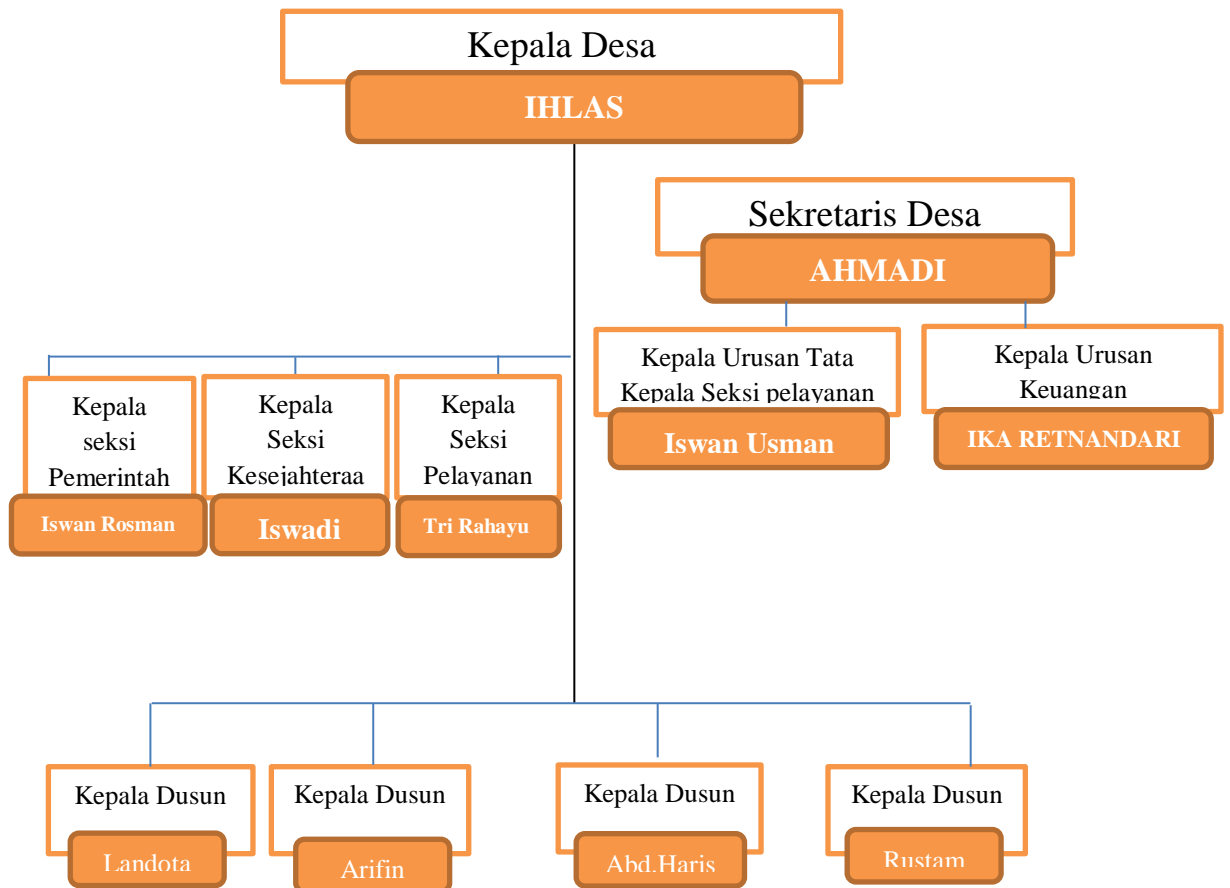 Kepala Desa
IHLAS
Sekretaris Desa
AHMADI
Kepala Urusan Tata
Kepala Seksi pelayanan
Iswan Usman
Kepala Urusan
Keuangan
IKA RETNANDARI
Kepala
seksi
Pemerintah
Iswan Rosman
Kepala
Seksi
Kesejahteraa
Iswadi
Kepala
Seksi
Pelayanan
Tri Rahayu
Kepala Dusun
Landota
Kepala Dusun
Arifin
Kepala Dusun
Abd.Haris
Kepala Dusun
Rustam